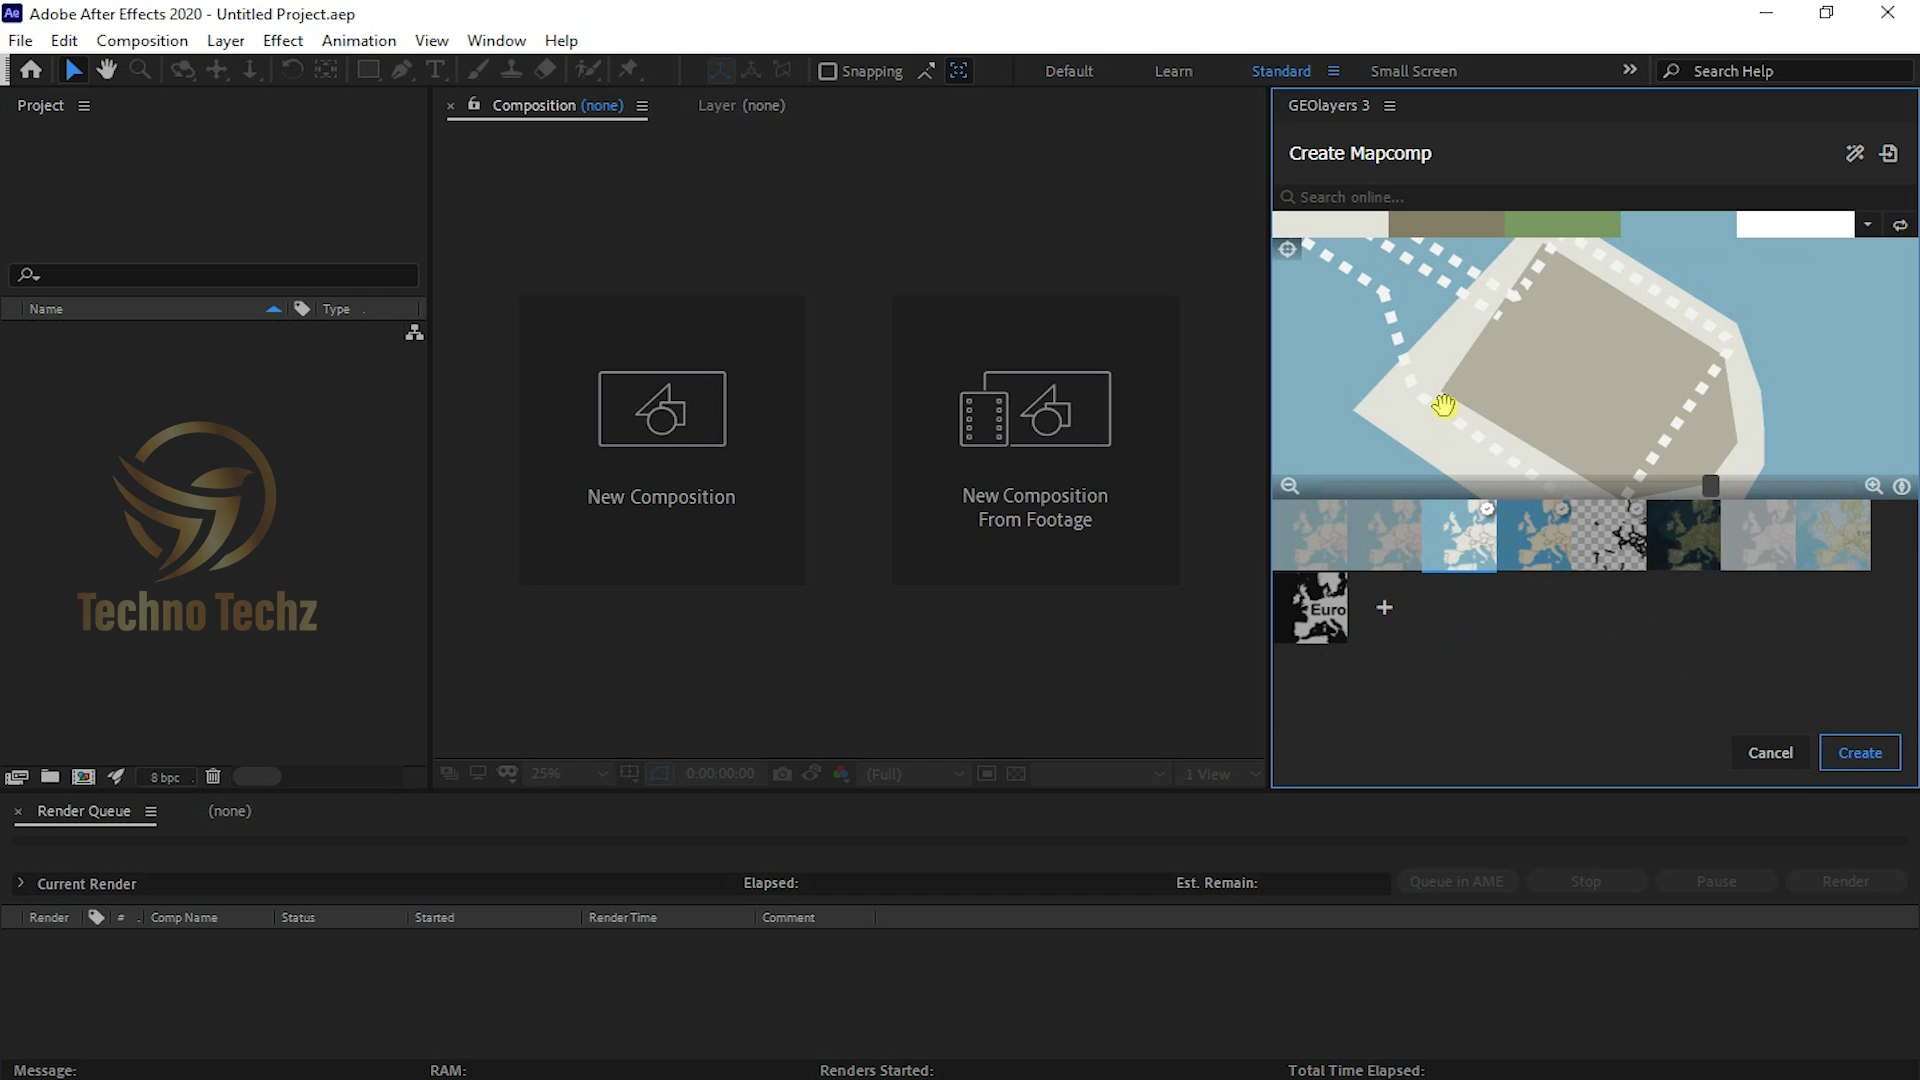 Ae Adobe After Effects 2020 - Untitled Project.aep
File Edit Composition Layer Effect Animation View Window Help
Snapping Default Learn Standard Small Screen Search Help
Project Composition (none) Layer (none) GEOlayers 3
Create Mapcomp
Search online...
Name Type
New Composition
New Composition
From Footage
Techno Techz
Euro
Cancel Create
8 bpc 25% 0:00:00:00 (Full) 1 View
Render Queue (none)
Current Render Elapsed: Est. Remain: Queue in AME Stop Pause Render
Render # Comp Name Status Started Render Time Comment
Message: RAM: Renders Started: Total Time Elapsed: